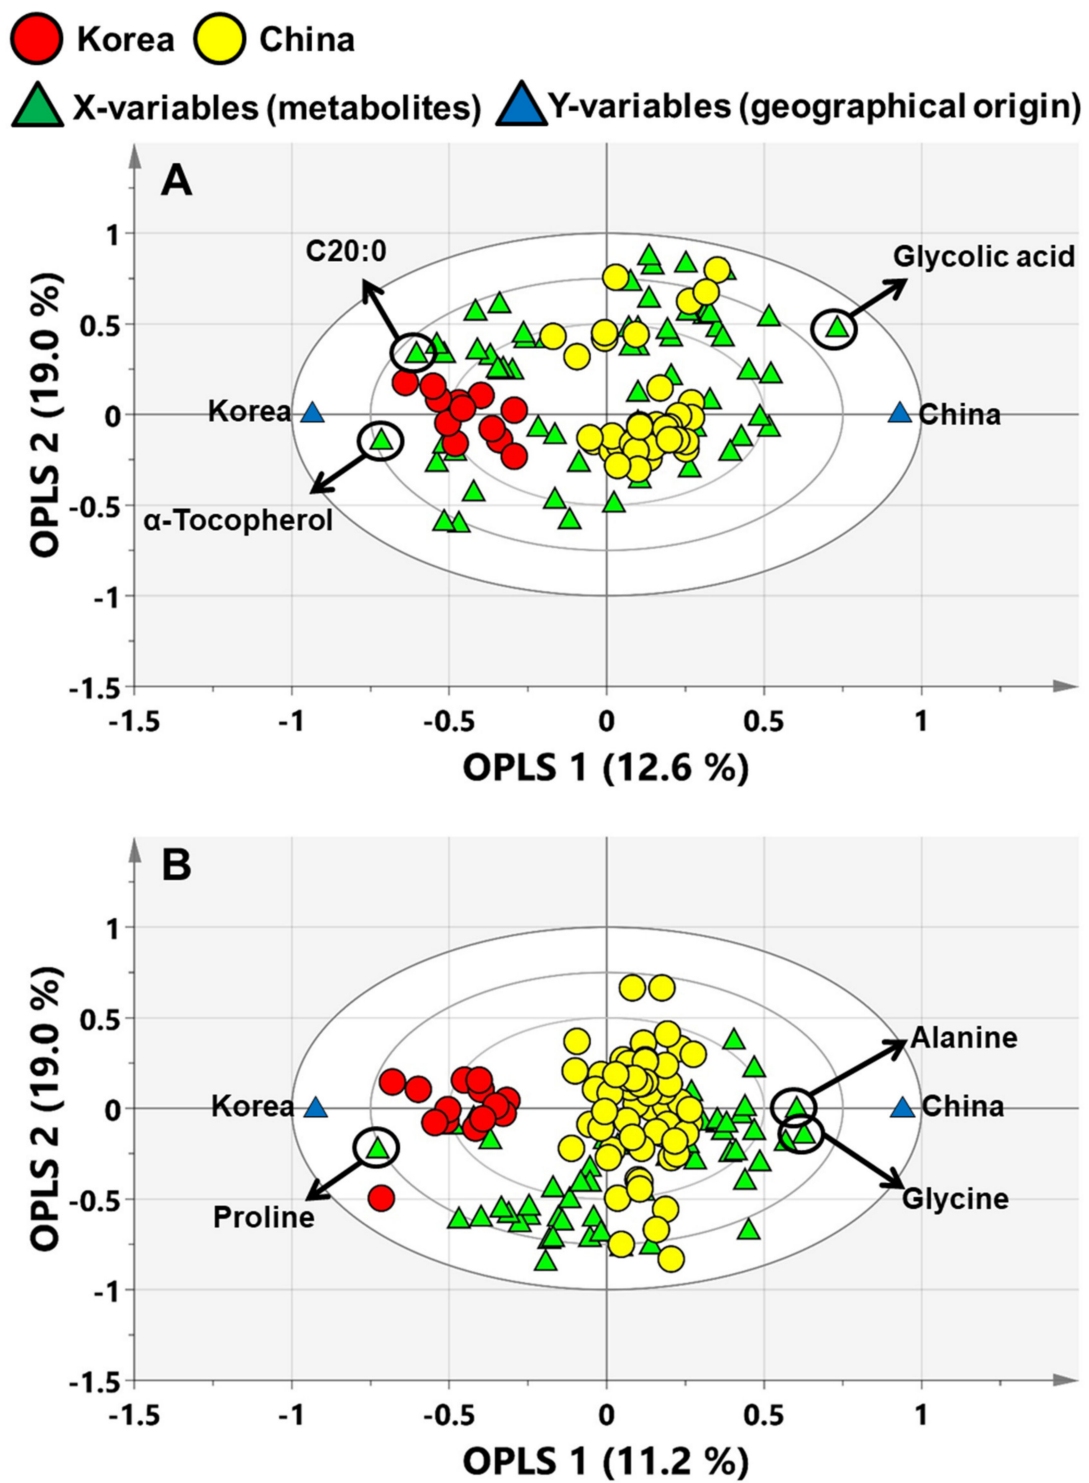 Korea China
X-variables (metabolites) Y-variables (geographical origin)
A
C20:0
Glycolic acid
Korea
China
α-Tocopherol
1
0.5
0
-0.5
-1
-1.5
OPLS 2 (19.0 %)
-1.5 -1 -0.5 0 0.5 1
OPLS 1 (12.6 %)
B
Alanine
Korea
China
Glycine
Proline
1
0.5
0
-0.5
-1
-1.5
OPLS 2 (19.0 %)
-1.5 -1 -0.5 0 0.5 1
OPLS 1 (11.2 %)